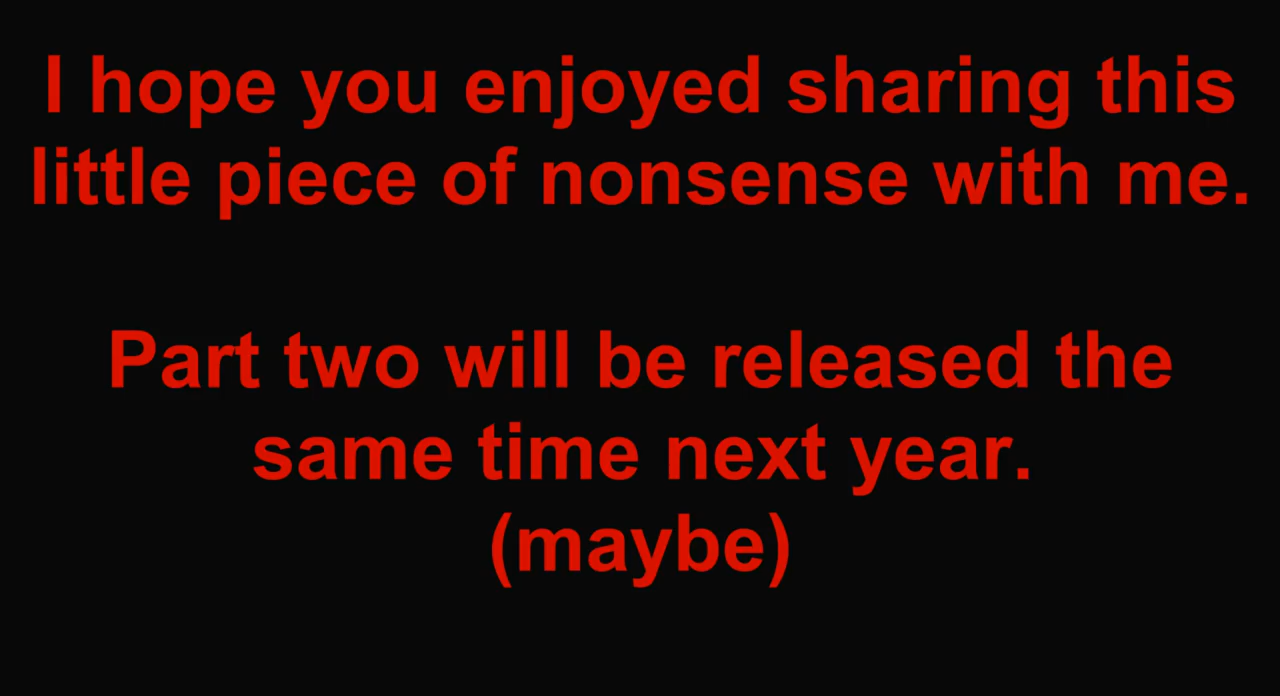 I hope you enjoyed sharing this
little piece of nonsense with me.
Part two will be released the
same time next year.
(maybe)